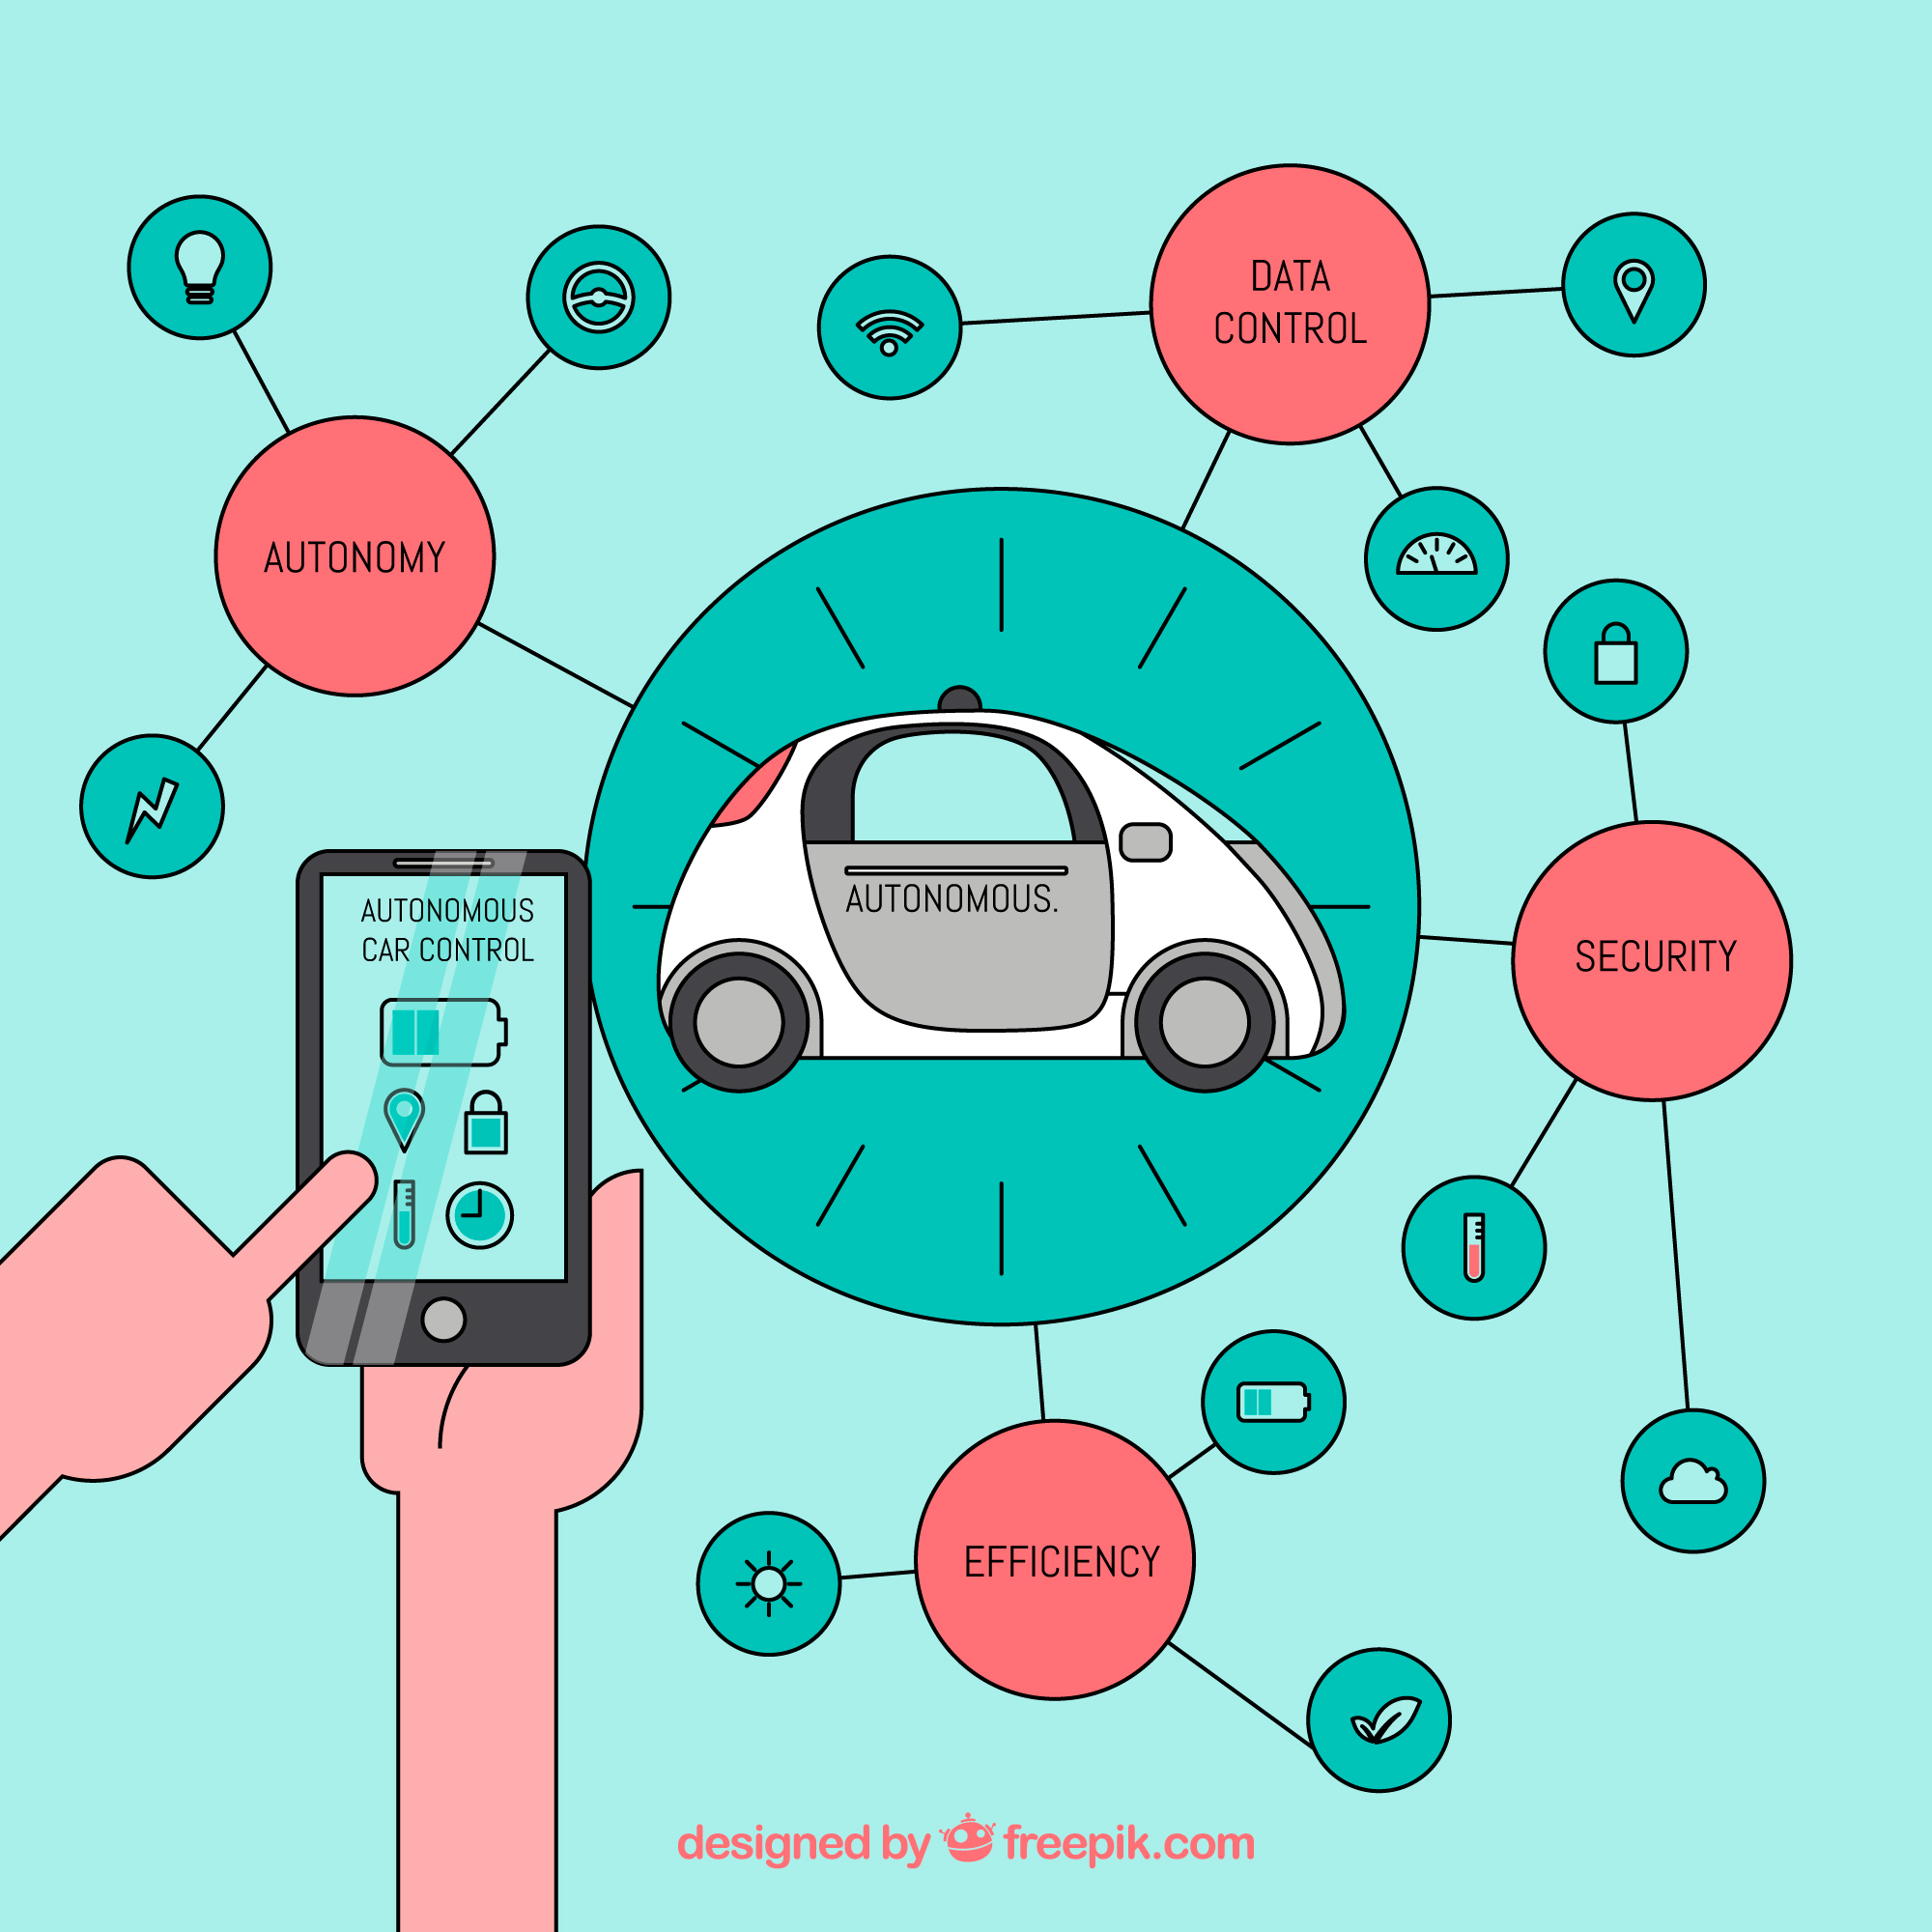 DATA
CONTROL
AUTONOMY
AUTONOMOUS.
AUTONOMOUS
CAR CONTROL
SECURITY
EFFICIENCY
designed by freepik.com